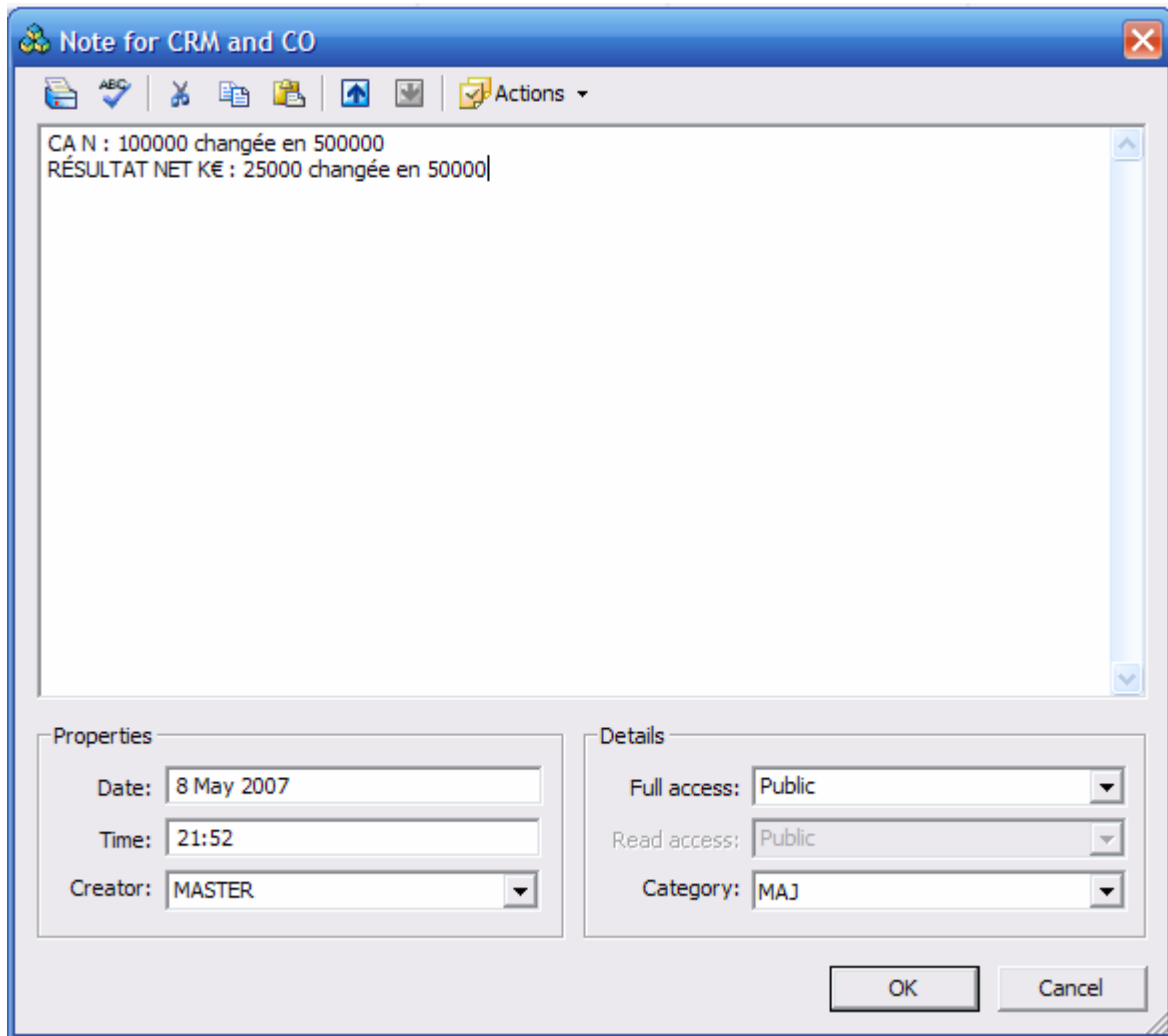 Note for CRM and CO
ABC
Actions
CA N : 100000 changée en 500000
RÉSULTAT NET K€ : 25000 changée en 50000
Properties
Date: 8 May 2007
Time: 21:52
Creator: MASTER
Details
Full access: Public
Read access: Public
Category: MAJ
OK
Cancel